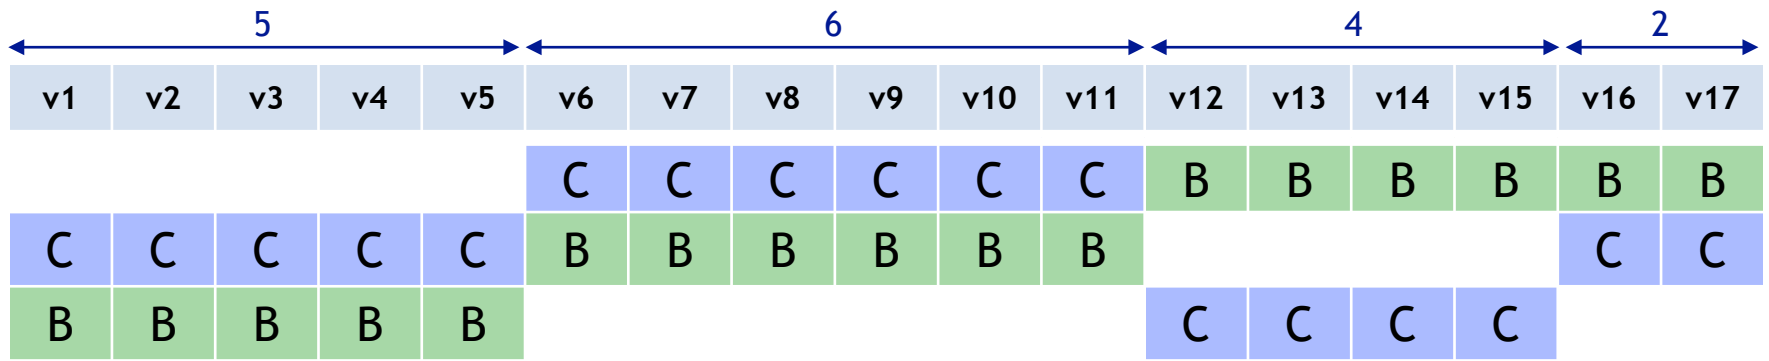 5 6 4 2
v1 v2 v3 v4 v5 v6 v7 v8 v9 v10 v11 v12 v13 v14 v15 v16 v17
C C C C C C B B B B B B
C C C C C B B B B B B C C
B B B B B C C C C